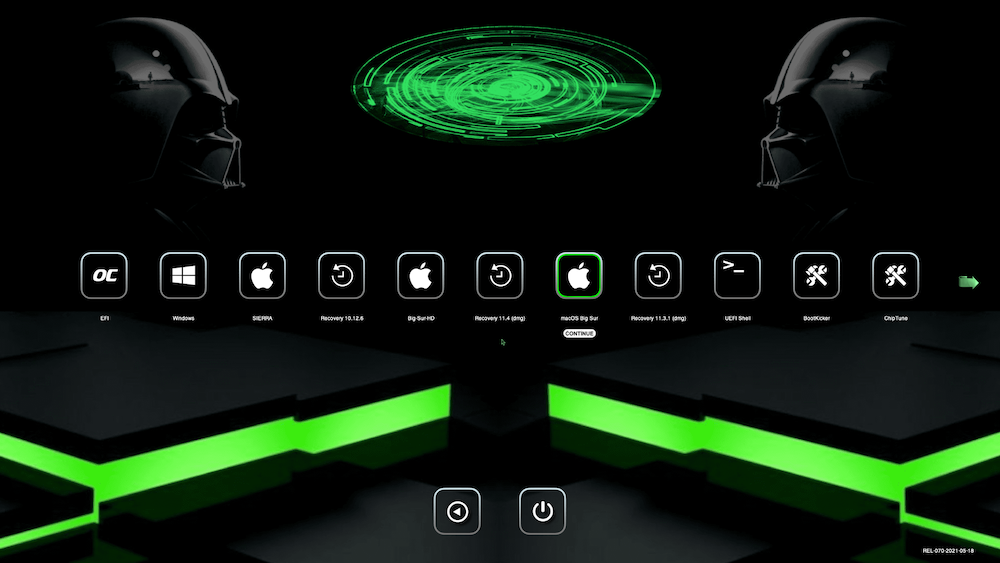 OC
>_
EFI
Windows
SIERRA
Recovery 10.12.6
Big-Sur-HD
Recovery 11.4 (dmg)
macOS Big Sur
Recovery 11.3.1 (dmg)
UEFI Shell
BootKicker
ChipTune
CONTINUE
REL-070-2021-05-18